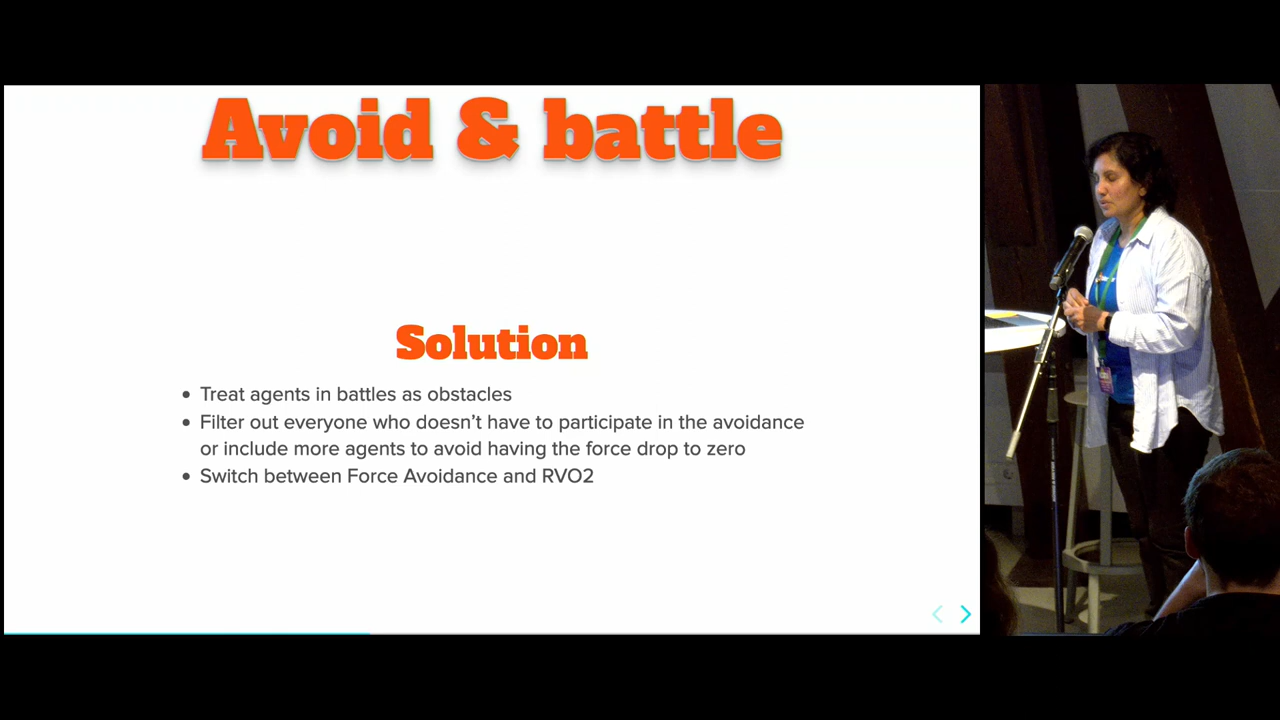 Avoid & battle
Solution
Treat agents in battles as obstacles
Filter out everyone who doesn’t have to participate in the avoidance
or include more agents to avoid having the force drop to zero
Switch between Force Avoidance and RVO2